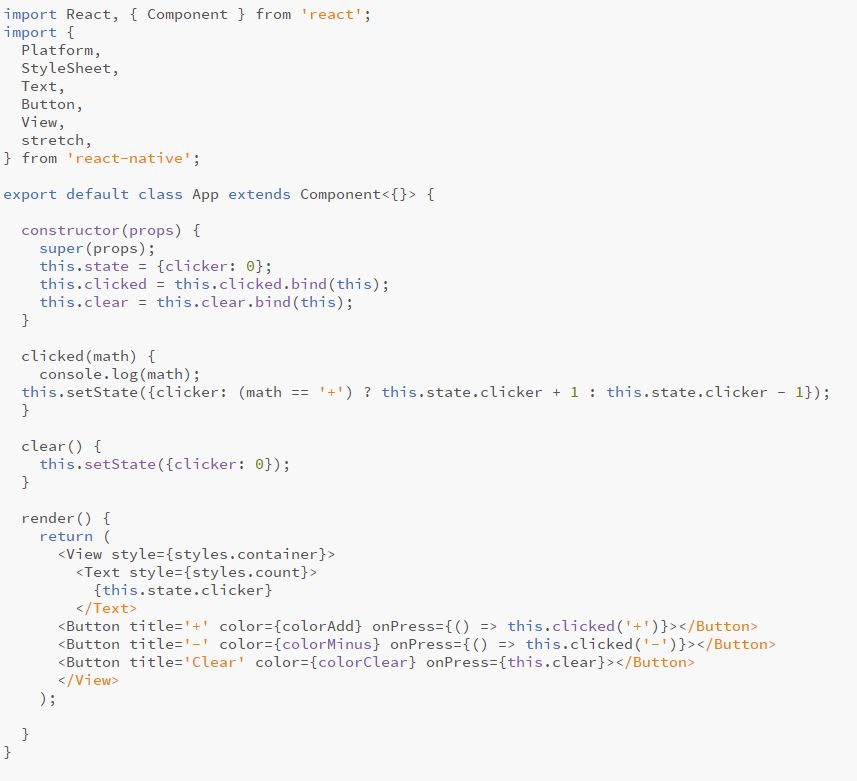 import React, { Component } from 'react';
import {
  Platform,
  StyleSheet,
  Text,
  Button,
  View,
  stretch,
} from 'react-native';

export default class App extends Component<{}> {

  constructor(props) {
    super(props);
    this.state = {clicker: 0};
    this.clicked = this.clicked.bind(this);
    this.clear = this.clear.bind(this);
  }

  clicked(math) {
    console.log(math);
  this.setState({clicker: (math == '+') ? this.state.clicker + 1 : this.state.clicker - 1});
  }

  clear() {
    this.setState({clicker: 0});
  }

  render() {
    return (
      <View style={styles.container}>
        <Text style={styles.count}>
          {this.state.clicker}
        </Text>
      <Button title='+' color={colorAdd} onPress={() => this.clicked('+')}></Button>
      <Button title='-' color={colorMinus} onPress={() => this.clicked('-')}></Button>
      <Button title='Clear' color={colorClear} onPress={this.clear}></Button>
      </View>
    );

  }
}